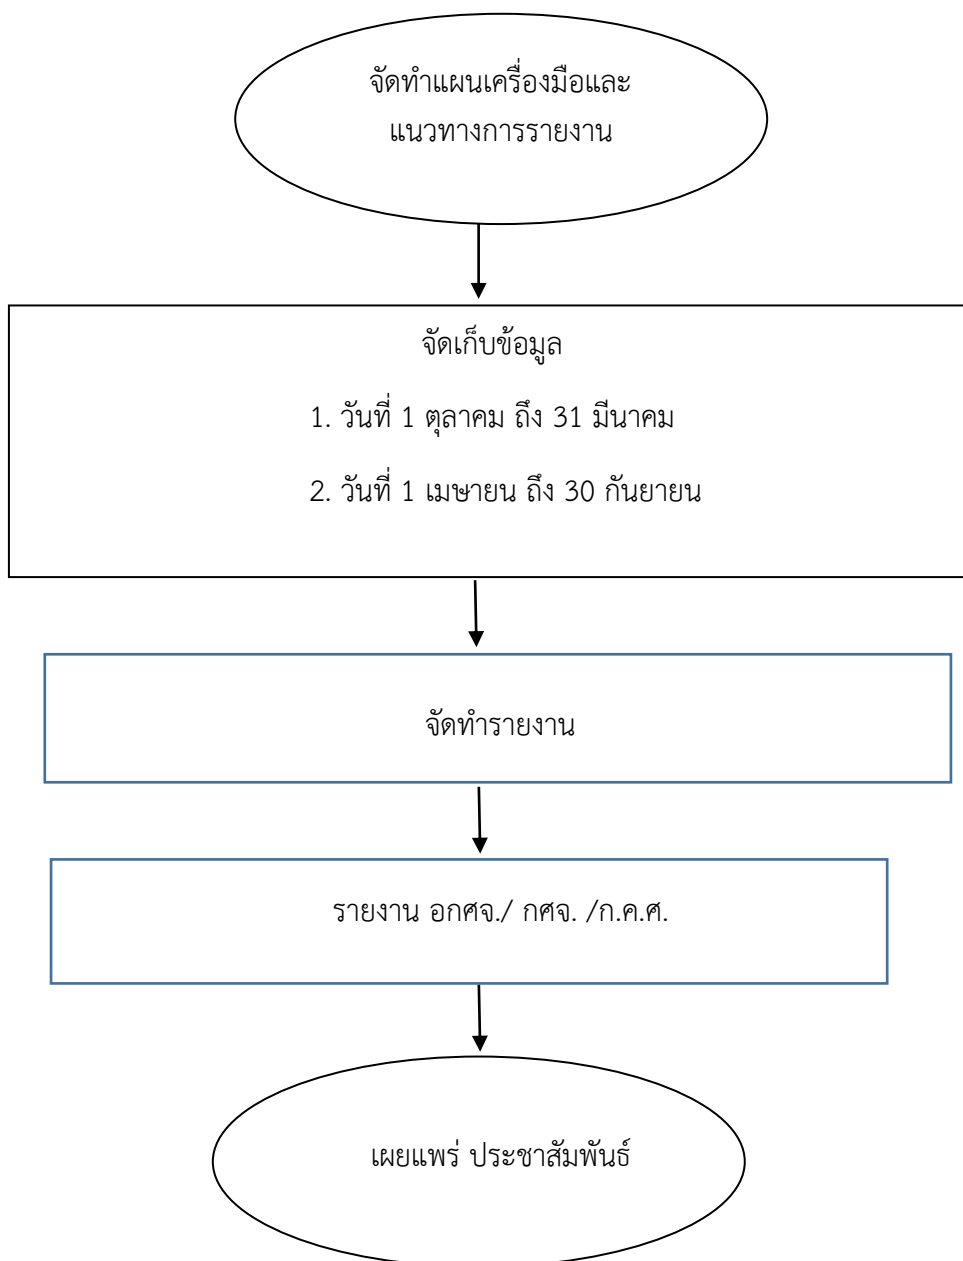 จัดทำแผนเครื่องมือและ
แนวทางการรายงาน
จัดเก็บข้อมูล
1. วันที่ 1 ตุลาคม ถึง 31 มีนาคม
2. วันที่ 1 เมษายน ถึง 30 กันยายน
จัดทำรายงาน
รายงาน อกศจ./ กศจ. /ก.ค.ศ.
เผยแพร่ ประชาสัมพันธ์